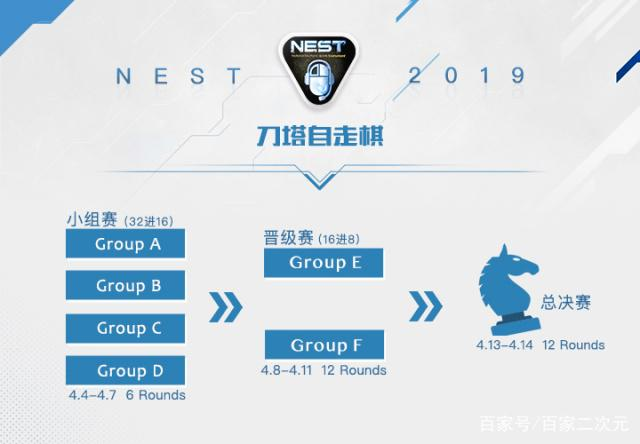 NEST
NEST 2019
刀塔自走棋
小组赛 (32进16)
Group A
Group B
Group C
Group D
4.4-4.7 6 Rounds
晋级赛 (16进8)
Group E
Group F
4.8-4.11 12 Rounds
总决赛
4.13-4.14 12 Rounds
百家号/百家二次元